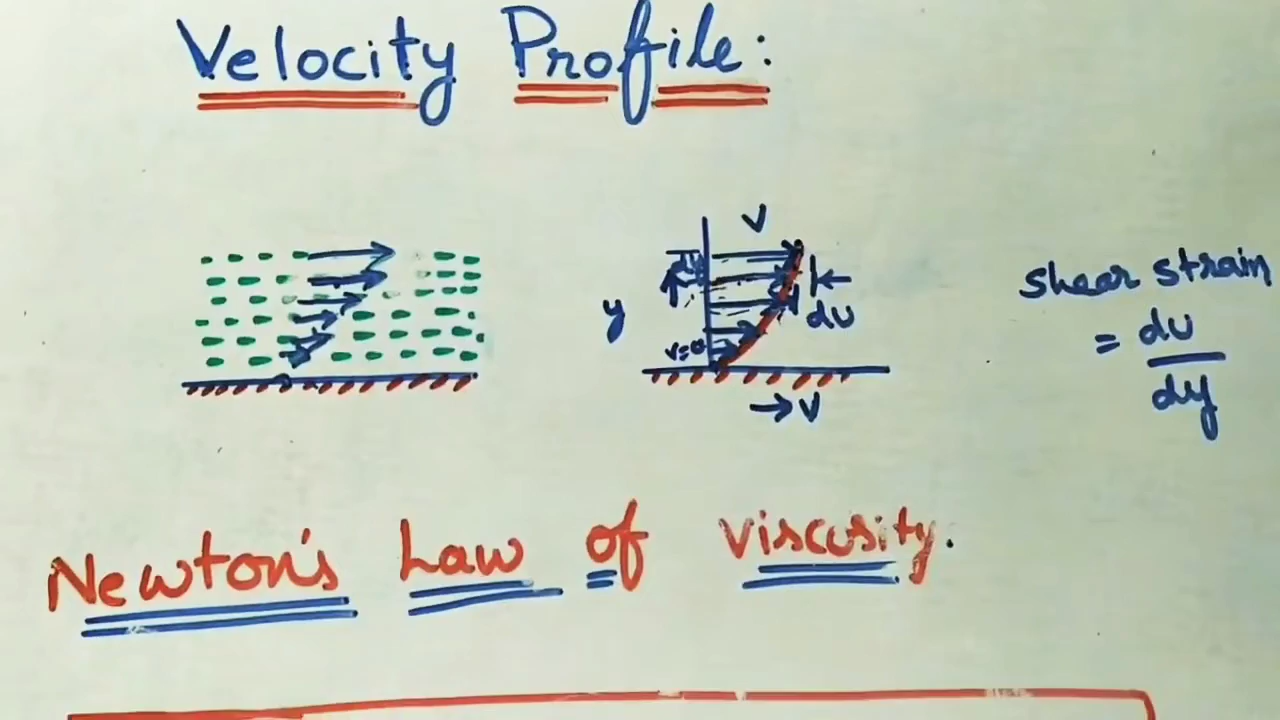 Velocity Profile:
V
y
du
v=0
→ V
shear strain
= du
dy
Newton's Law of Viscosity.